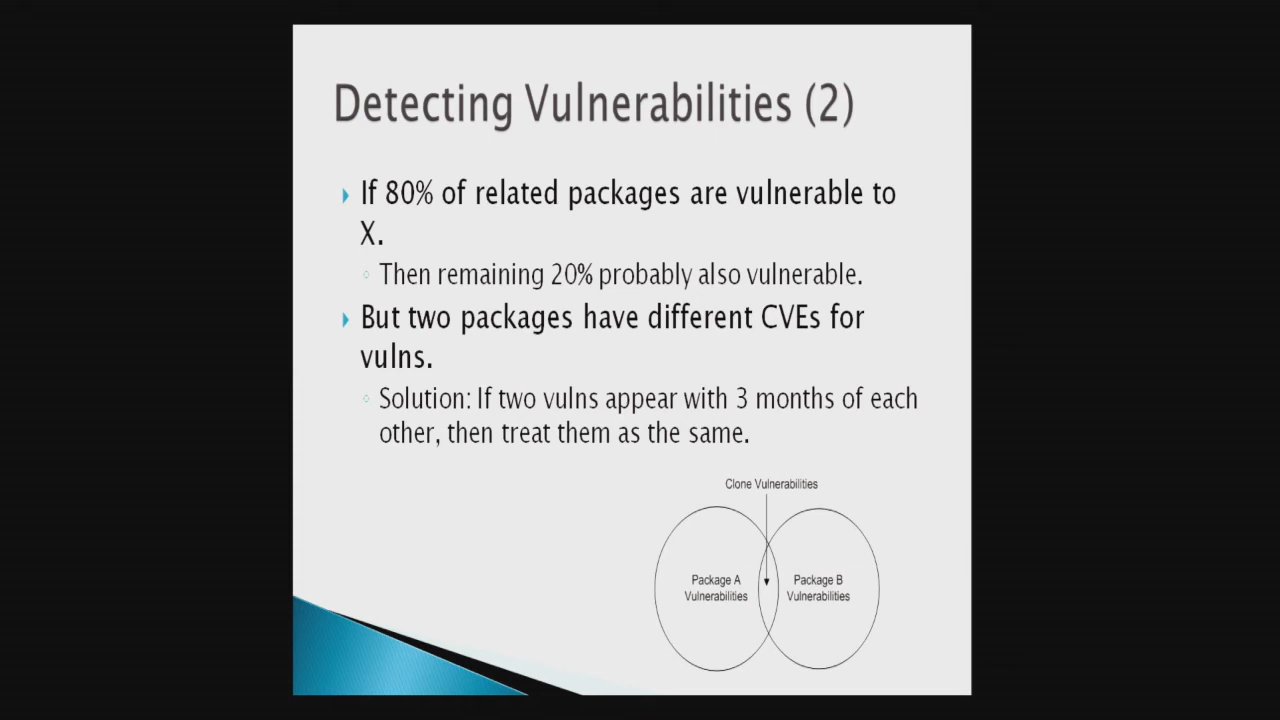 Detecting Vulnerabilities (2)
If 80% of related packages are vulnerable to
X.
Then remaining 20% probably also vulnerable.
But two packages have different CVEs for
vulns.
Solution: If two vulns appear with 3 months of each
other, then treat them as the same.
Clone Vulnerabilities
Package A
Vulnerabilities
Package B
Vulnerabilities